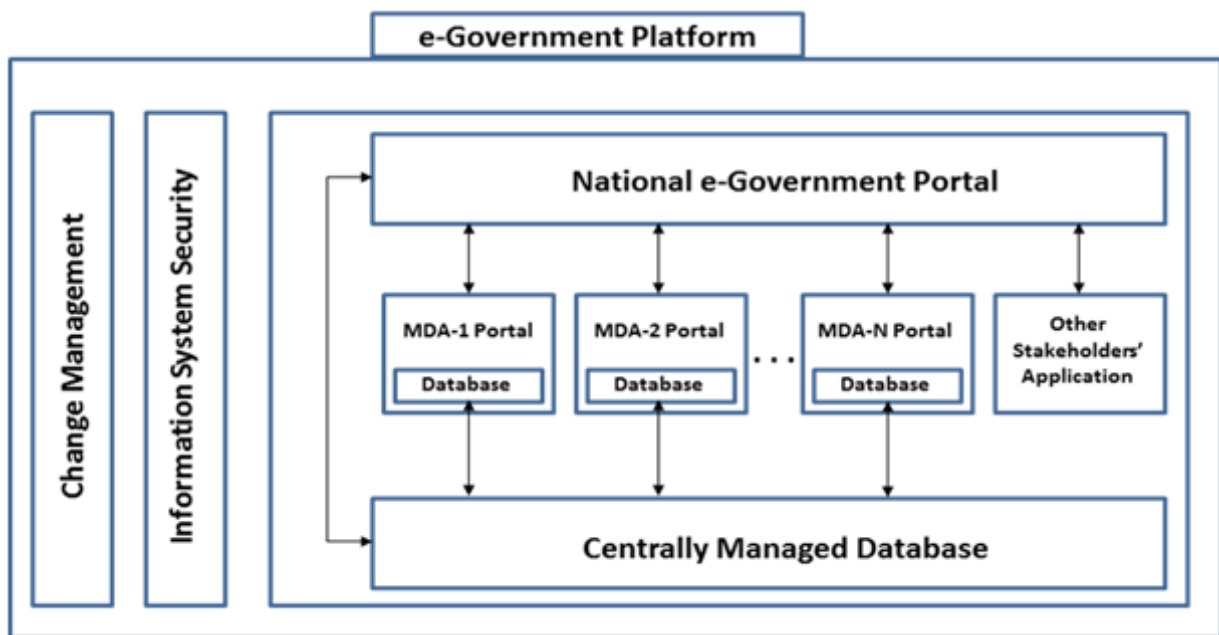 e-Government Platform
Change Management
Information System Security
National e-Government Portal
MDA-1 Portal
Database
MDA-2 Portal
Database
...
MDA-N Portal
Database
Other
Stakeholders’
Application
Centrally Managed Database